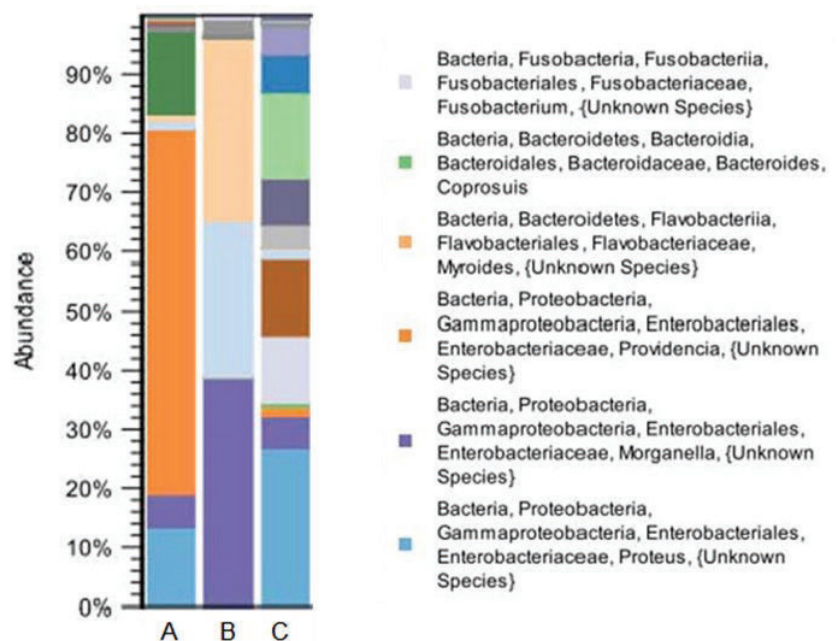 90%
80%
70%
60%
50%
40%
30%
20%
10%
0%
Abundance
A B C
Bacteria, Fusobacteria, Fusobacteriia,
Fusobacteriales, Fusobacteriaceae,
Fusobacterium, {Unknown Species}
Bacteria, Bacteroidetes, Bacteroidia,
Bacteroidales, Bacteroidaceae, Bacteroides,
Coprosuis
Bacteria, Bacteroidetes, Flavobacteriia,
Flavobacteriales, Flavobacteriaceae,
Myroides, {Unknown Species}
Bacteria, Proteobacteria,
Gammaproteobacteria, Enterobacteriales,
Enterobacteriaceae, Providencia, {Unknown
Species}
Bacteria, Proteobacteria,
Gammaproteobacteria, Enterobacteriales,
Enterobacteriaceae, Morganella, {Unknown
Species}
Bacteria, Proteobacteria,
Gammaproteobacteria, Enterobacteriales,
Enterobacteriaceae, Proteus, {Unknown
Species}